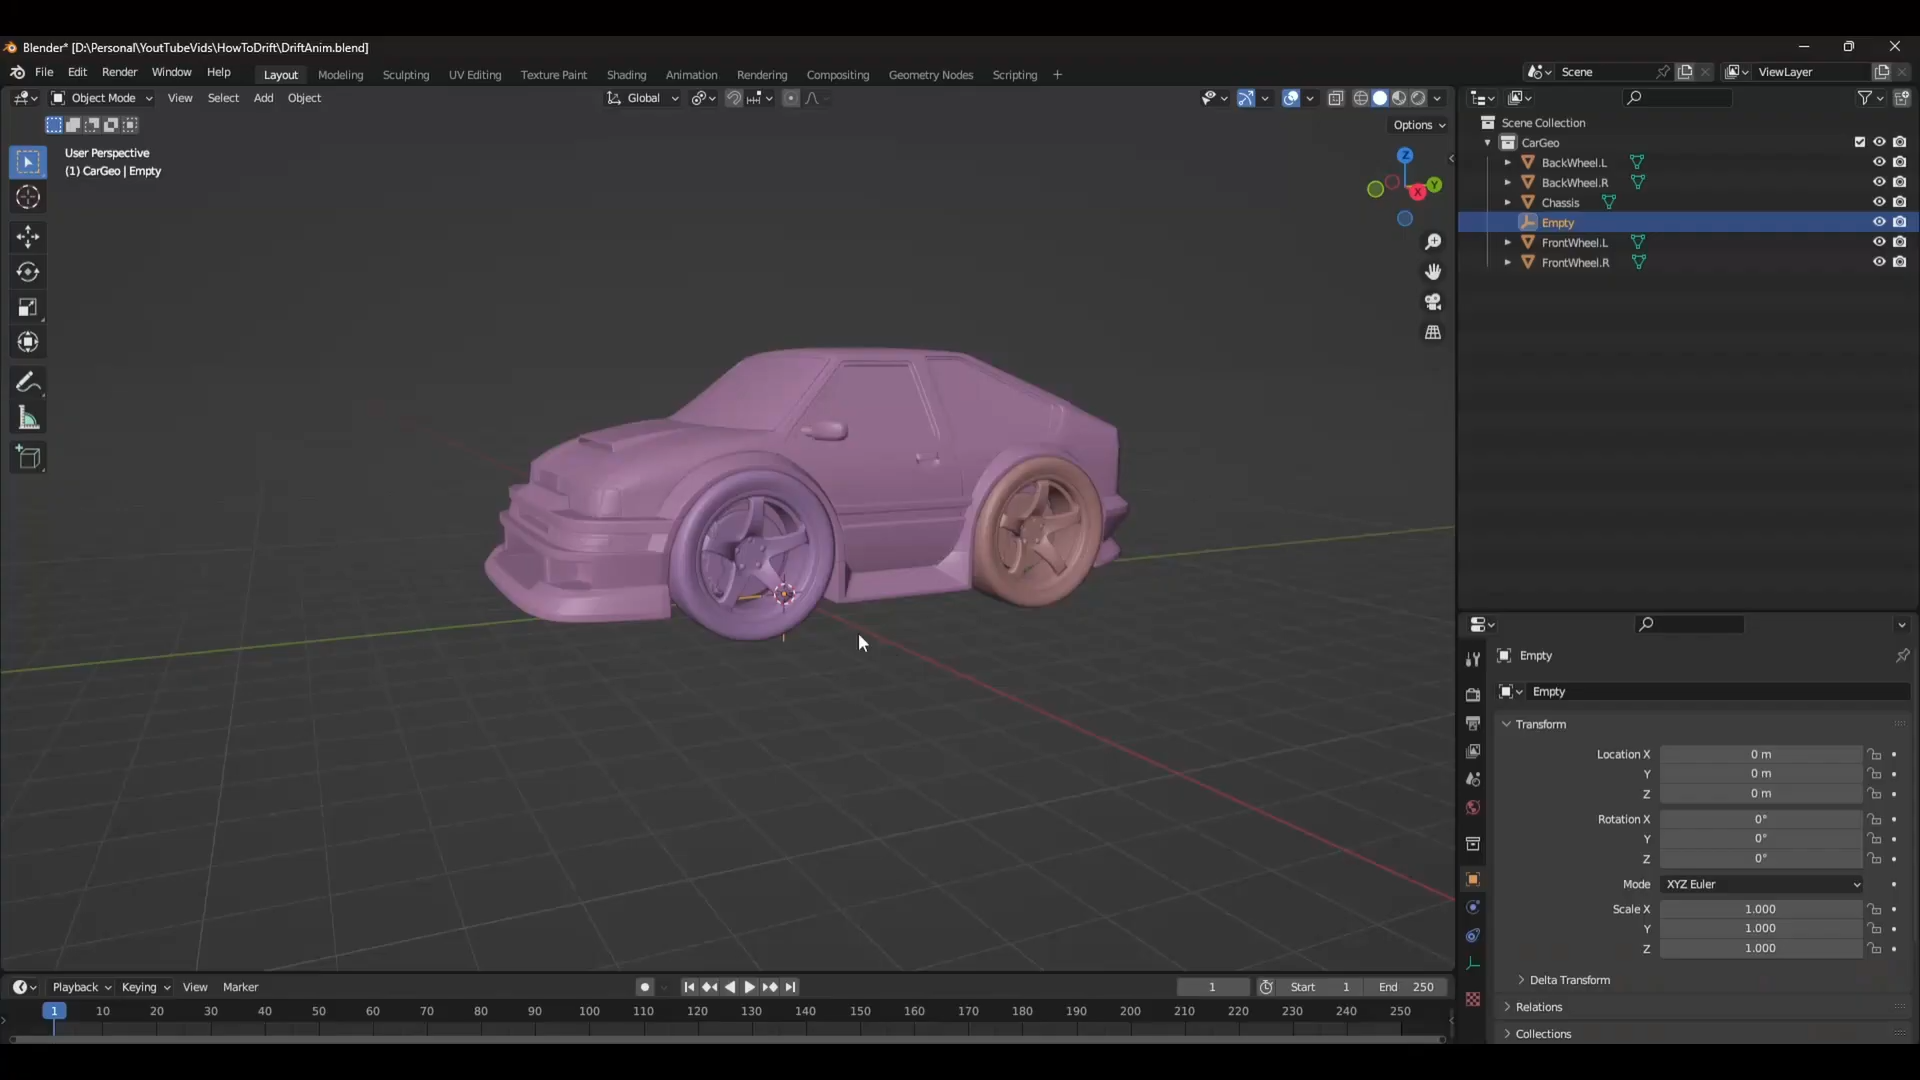 Blender* [D:\Personal\YoutTubeVids\HowToDrift\DriftAnim.blend]
File Edit Render Window Help Layout Modeling Sculpting UV Editing Texture Paint Shading Animation Rendering Compositing Geometry Nodes Scripting + Scene ViewLayer
Object Mode View Select Add Object Global
Options
User Perspective
(1) CarGeo | Empty
Z
Y
X
Scene Collection
CarGeo
BackWheel.L
BackWheel.R
Chassis
Empty
FrontWheel.L
FrontWheel.R
Empty
Empty
Transform
Location X 0 m
Y 0 m
Z 0 m
Rotation X 0°
Y 0°
Z 0°
Mode XYZ Euler
Scale X 1.000
Y 1.000
Z 1.000
Delta Transform
Relations
Collections
Playback Keying View Marker 1 Start 1 End 250
1 10 20 30 40 50 60 70 80 90 100 110 120 130 140 150 160 170 180 190 200 210 220 230 240 250